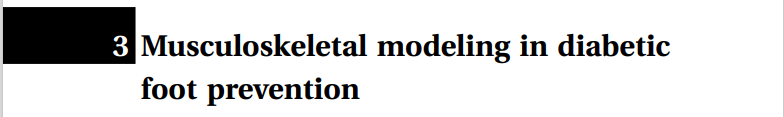 3 Musculoskeletal modeling in diabetic
foot prevention